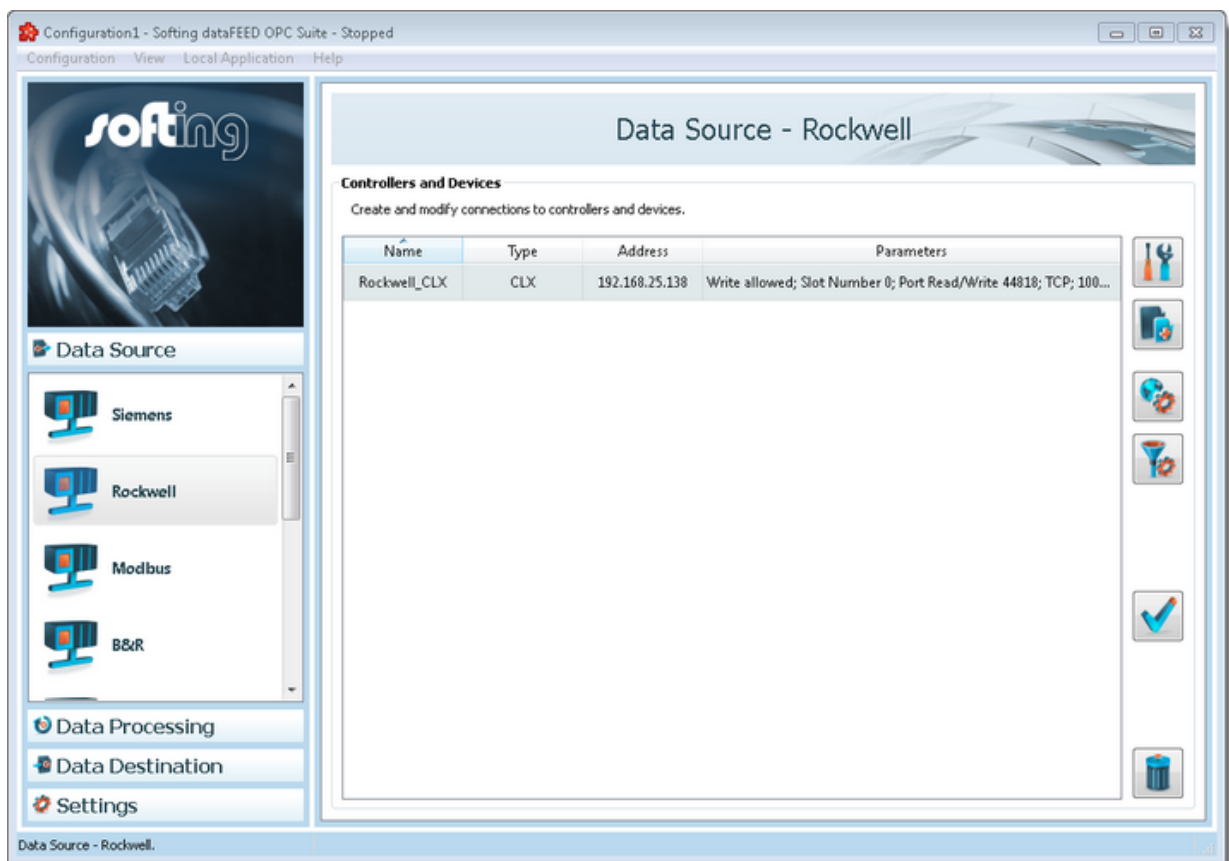 Configuration1 - Softing dataFEED OPC Suite - Stopped
Configuration View Local Application Help
softing
Data Source - Rockwell
Controllers and Devices
Create and modify connections to controllers and devices.
Name Type Address Parameters
Rockwell_CLX CLX 192.168.25.138 Write allowed; Slot Number 0; Port Read/Write 44818; TCP; 100...
Data Source
Siemens
Rockwell
Modbus
B&R
Data Processing
Data Destination
Settings
Data Source - Rockwell.